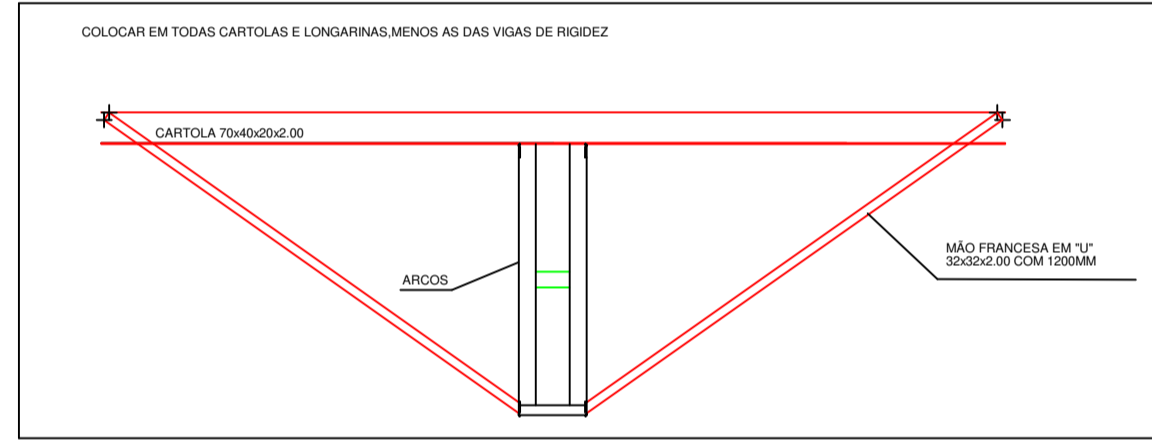 COLOCAR EM TODAS CARTOLAS E LONGARINAS,MENOS AS DAS VIGAS DE RIGIDEZ
CARTOLA 70x40x20x2.00
ARCOS
MÃO FRANCESA EM "U"
32x32x2.00 COM 1200MM